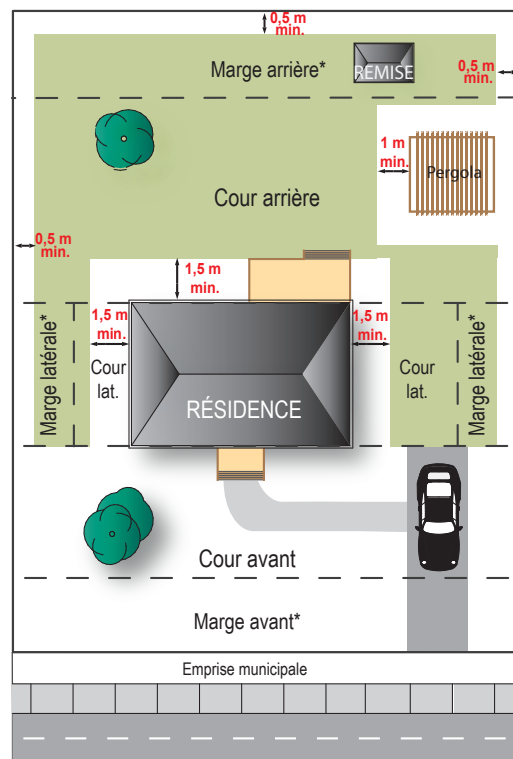 0,5 m
min.
Marge arrière*
REMISE
0,5 m
min.
1 m
min.
Pergola
Cour arrière
0,5 m
min.
1,5 m
min.
1,5 m
min.
1,5 m
min.
Marge latérale*
Cour
lat.
RÉSIDENCE
Cour
lat.
Marge latérale*
Cour avant
Marge avant*
Emprise municipale